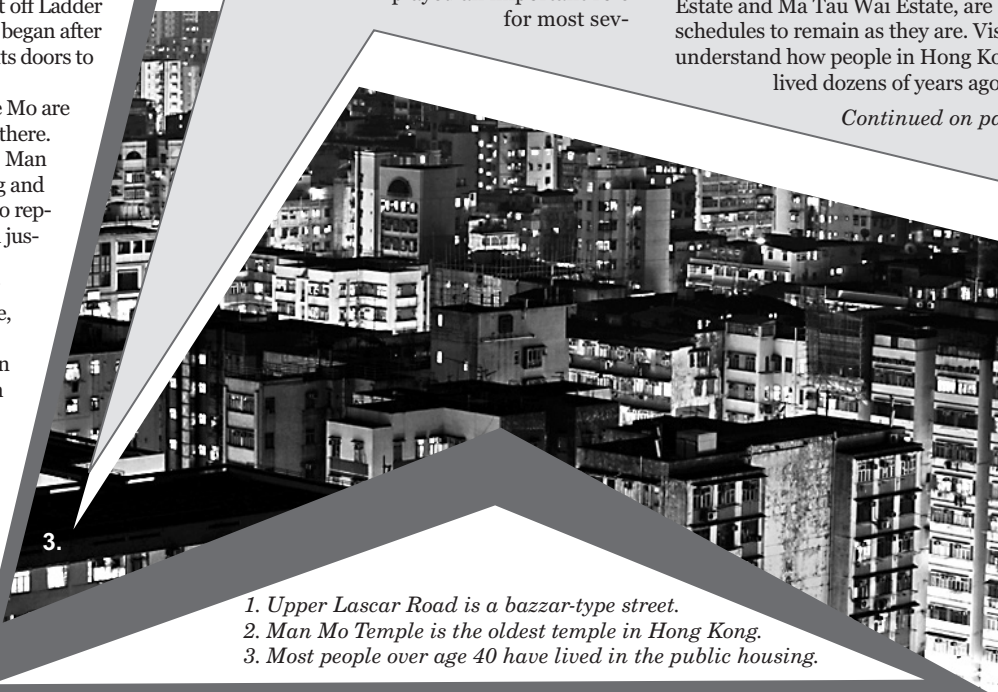 t off Ladder
began after
ts doors to
e Mo are
there.
Man
g and
o rep-
jus-
e,
n
for most sev-
Estate and Ma Tau Wai Estate, are
schedules to remain as they are. Vis
understand how people in Hong Ko
lived dozens of years ago
Continued on pa
3.
1. Upper Lascar Road is a bazzar-type street.
2. Man Mo Temple is the oldest temple in Hong Kong.
3. Most people over age 40 have lived in the public housing.